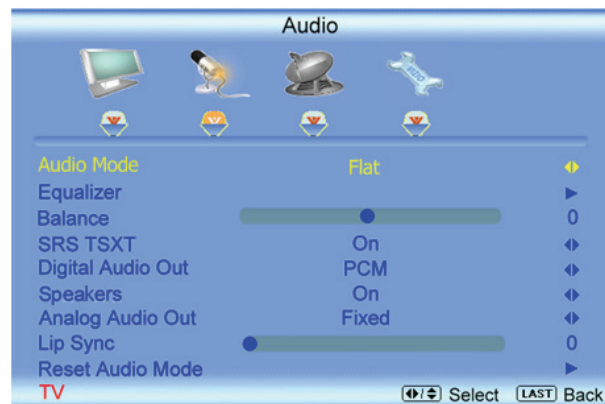 Audio
VIZIO
Audio Mode Flat
Equalizer
Balance 0
SRS TSXT On
Digital Audio Out PCM
Speakers On
Analog Audio Out Fixed
Lip Sync 0
Reset Audio Mode
TV Select LAST Back